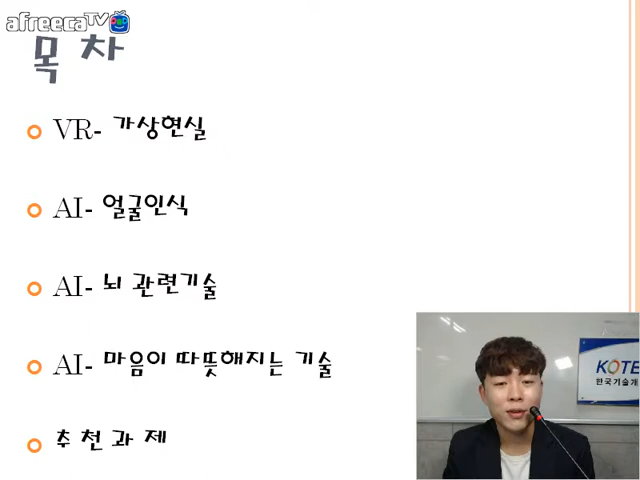 afreecaTV
목차
VR- 가상현실
AI- 얼굴인식
AI- 뇌 관련기술
AI- 마음이 따뜻해지는 기술
KOTE
한국기술개
추천과제